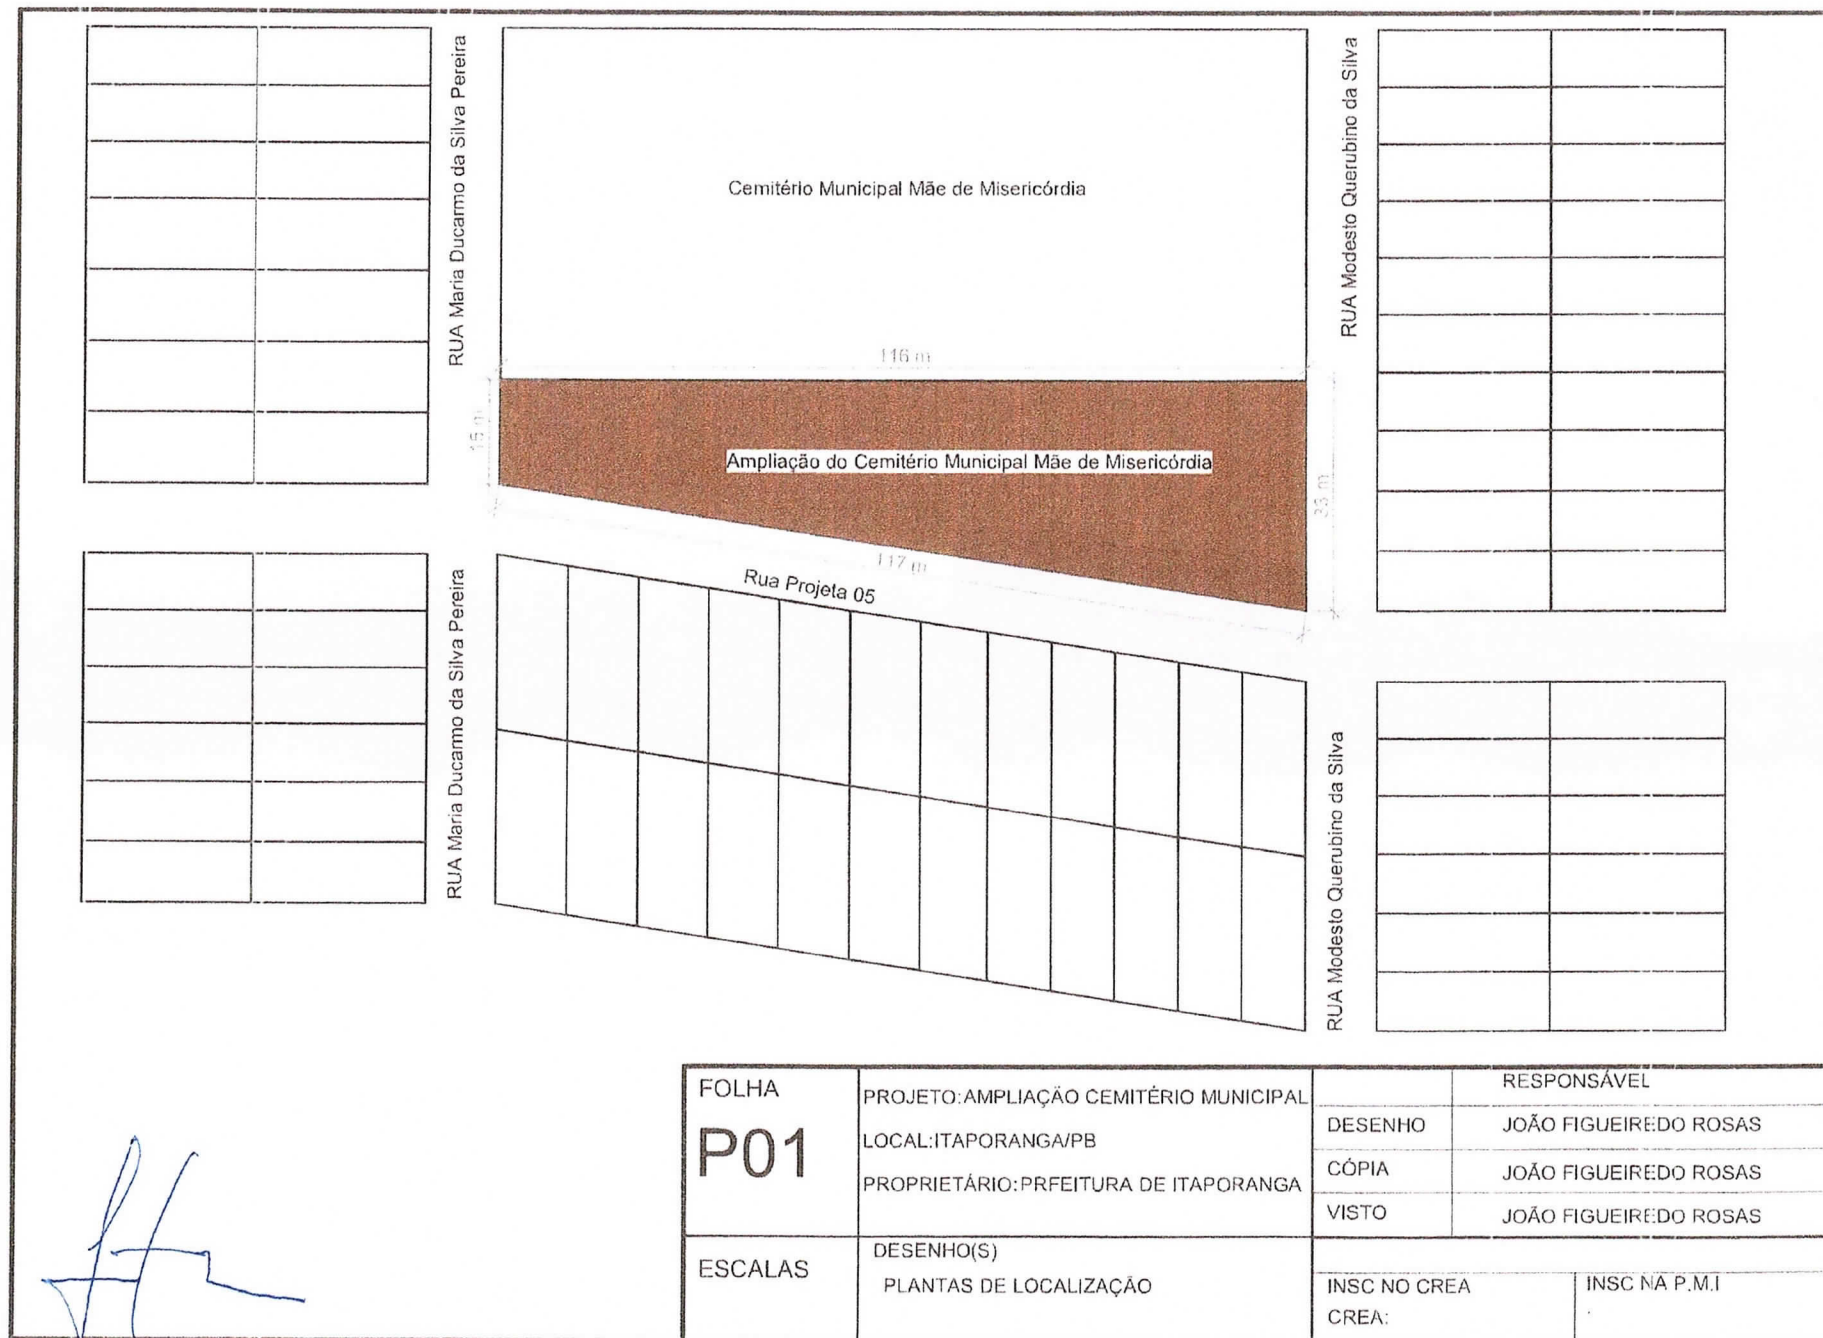 RUA Maria Ducarmo da Silva Pereira
Cemitério Municipal Mãe de Misericórdia
RUA Modesto Querubino da Silva
116 m
15 m
Ampliação do Cemitério Municipal Mãe de Misericórdia
33 m
117 m
Rua Projeta 05
RUA Maria Ducarmo da Silva Pereira
RUA Modesto Querubino da Silva
FOLHA
P01
PROJETO:AMPLIAÇÃO CEMITÉRIO MUNICIPAL
LOCAL:ITAPORANGA/PB
PROPRIETÁRIO:PRFEITURA DE ITAPORANGA
RESPONSÁVEL
DESENHO JOÃO FIGUEIREDO ROSAS
CÓPIA JOÃO FIGUEIREDO ROSAS
VISTO JOÃO FIGUEIREDO ROSAS
ESCALAS
DESENHO(S)
PLANTAS DE LOCALIZAÇÃO
INSC NO CREA
CREA:
INSC NA P.M.I